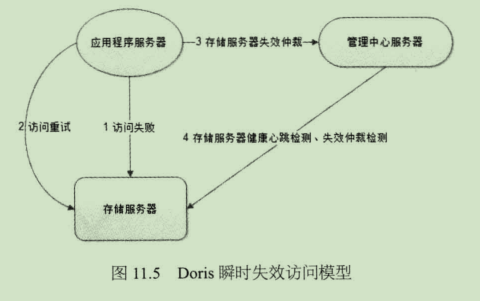 应用程序服务器
3 存储服务器失效仲裁
管理中心服务器
2 访问重试
1 访问失败
4 存储服务器健康心跳检测、失效仲裁检测
存储服务器
图 11.5 Doris 瞬时失效访问模型